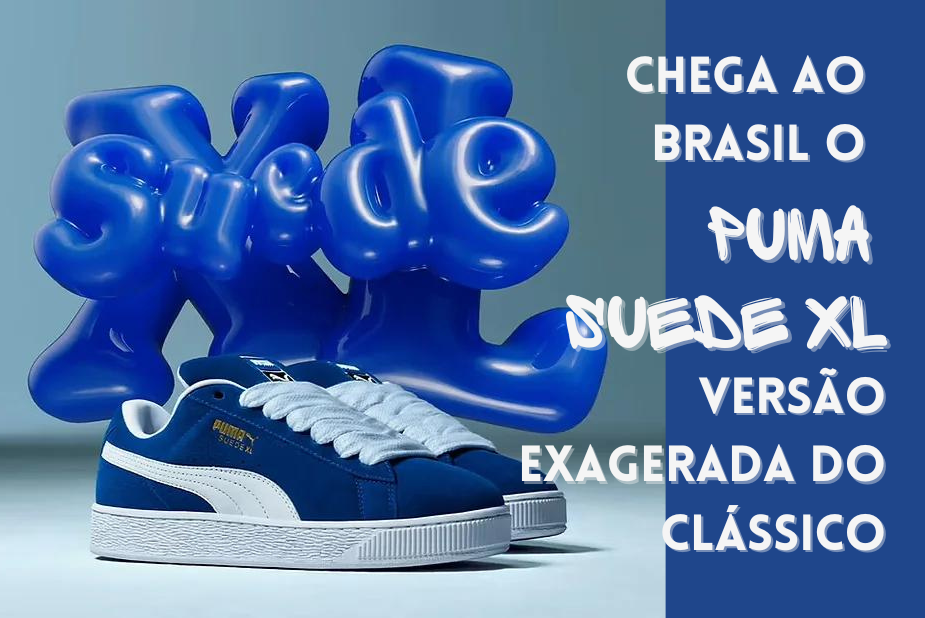 Suede
XL
CHEGA AO
BRASIL O
PUMA
SUEDE XL
VERSÃO
EXAGERADA DO
CLÁSSICO
PUMA
SUEDE XL